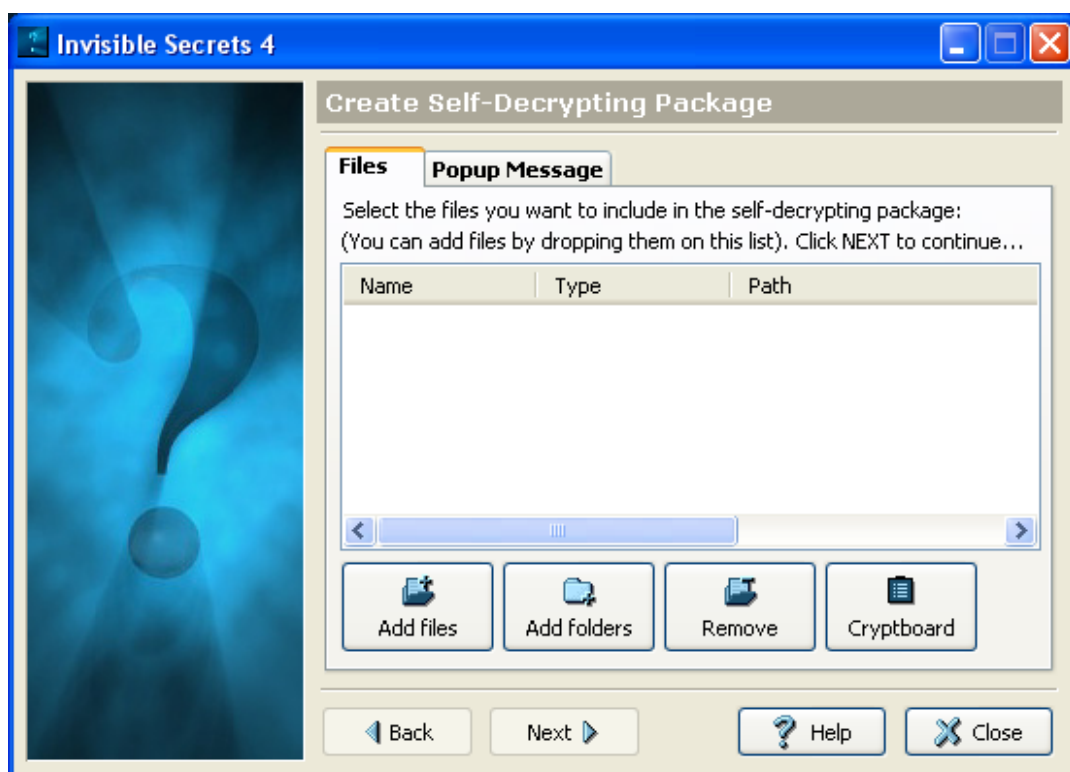 Invisible Secrets 4
Create Self-Decrypting Package
Files Popup Message
Select the files you want to include in the self-decrypting package:
(You can add files by dropping them on this list). Click NEXT to continue...
Name Type Path
Add files Add folders Remove Cryptboard
Back Next Help Close